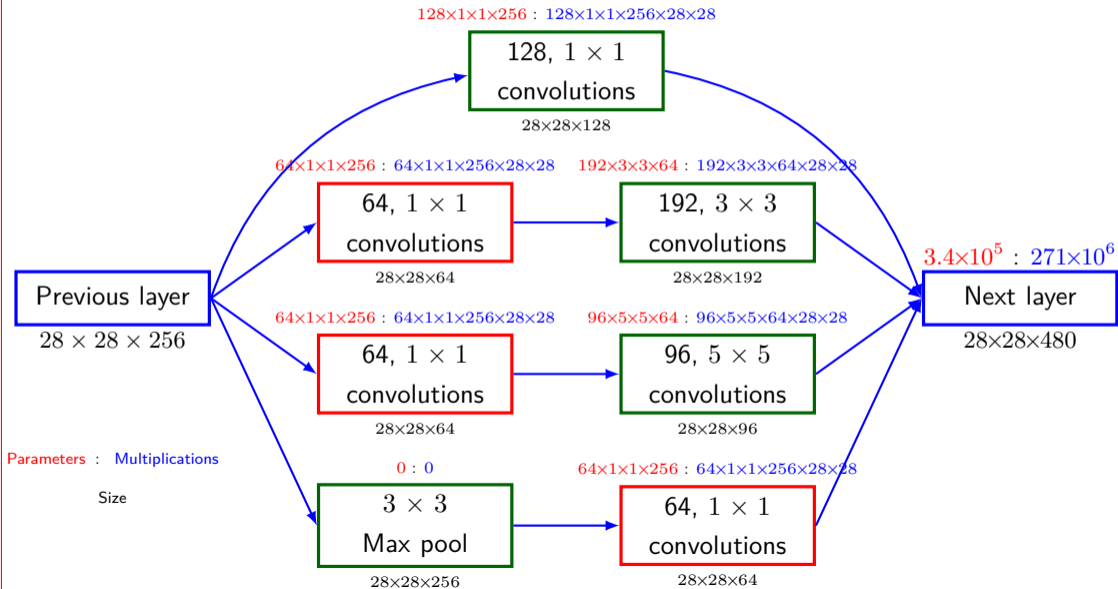 128×1×1×256 : 128×1×1×256×28×28
128, 1 × 1
convolutions
28×28×128
64×1×1×256 : 64×1×1×256×28×28
64, 1 × 1
convolutions
28×28×64
192×3×3×64 : 192×3×3×64×28×28
192, 3 × 3
convolutions
28×28×192
Previous layer
28 × 28 × 256
3.4×10⁵ : 271×10⁶
Next layer
28×28×480
64×1×1×256 : 64×1×1×256×28×28
64, 1 × 1
convolutions
28×28×64
96×5×5×64 : 96×5×5×64×28×28
96, 5 × 5
convolutions
28×28×96
Parameters : Multiplications
Size
0 : 0
3 × 3
Max pool
28×28×256
64×1×1×256 : 64×1×1×256×28×28
64, 1 × 1
convolutions
28×28×64